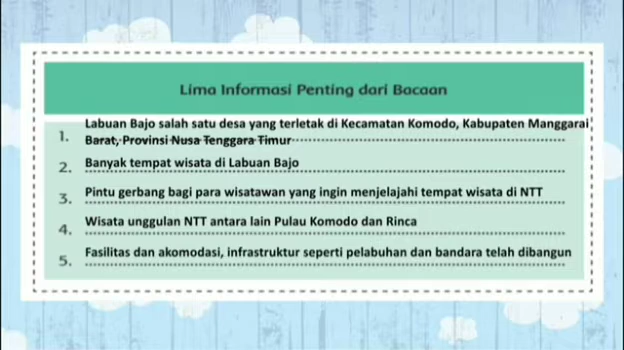 Lima Informasi Penting dari Bacaan
1. Labuan Bajo salah satu desa yang terletak di Kecamatan Komodo, Kabupaten Manggarai
Barat, Provinsi Nusa Tenggara Timur
2. Banyak tempat wisata di Labuan Bajo
3. Pintu gerbang bagi para wisatawan yang ingin menjelajahi tempat wisata di NTT
4. Wisata unggulan NTT antara lain Pulau Komodo dan Rinca
5. Fasilitas dan akomodasi, infrastruktur seperti pelabuhan dan bandara telah dibangun